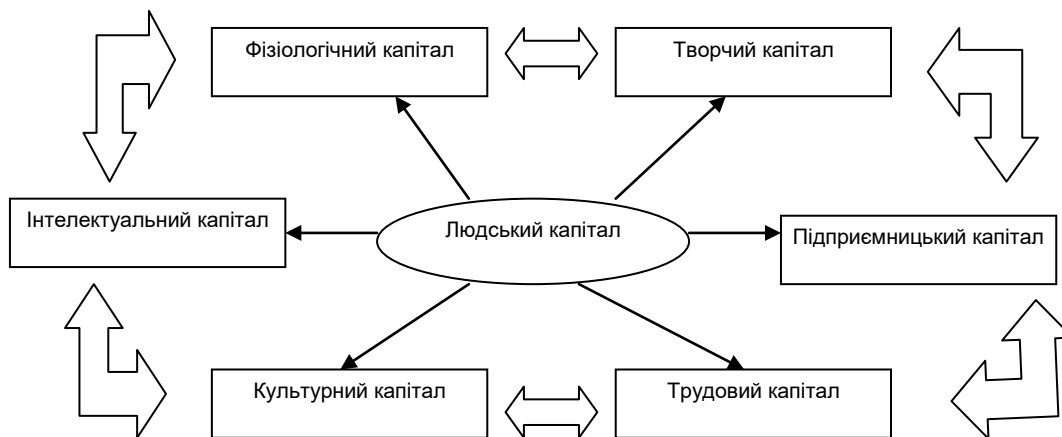 Фізіологічний капітал
Творчий капітал
Інтелектуальний капітал
Людський капітал
Підприємницький капітал
Культурний капітал
Трудовий капітал